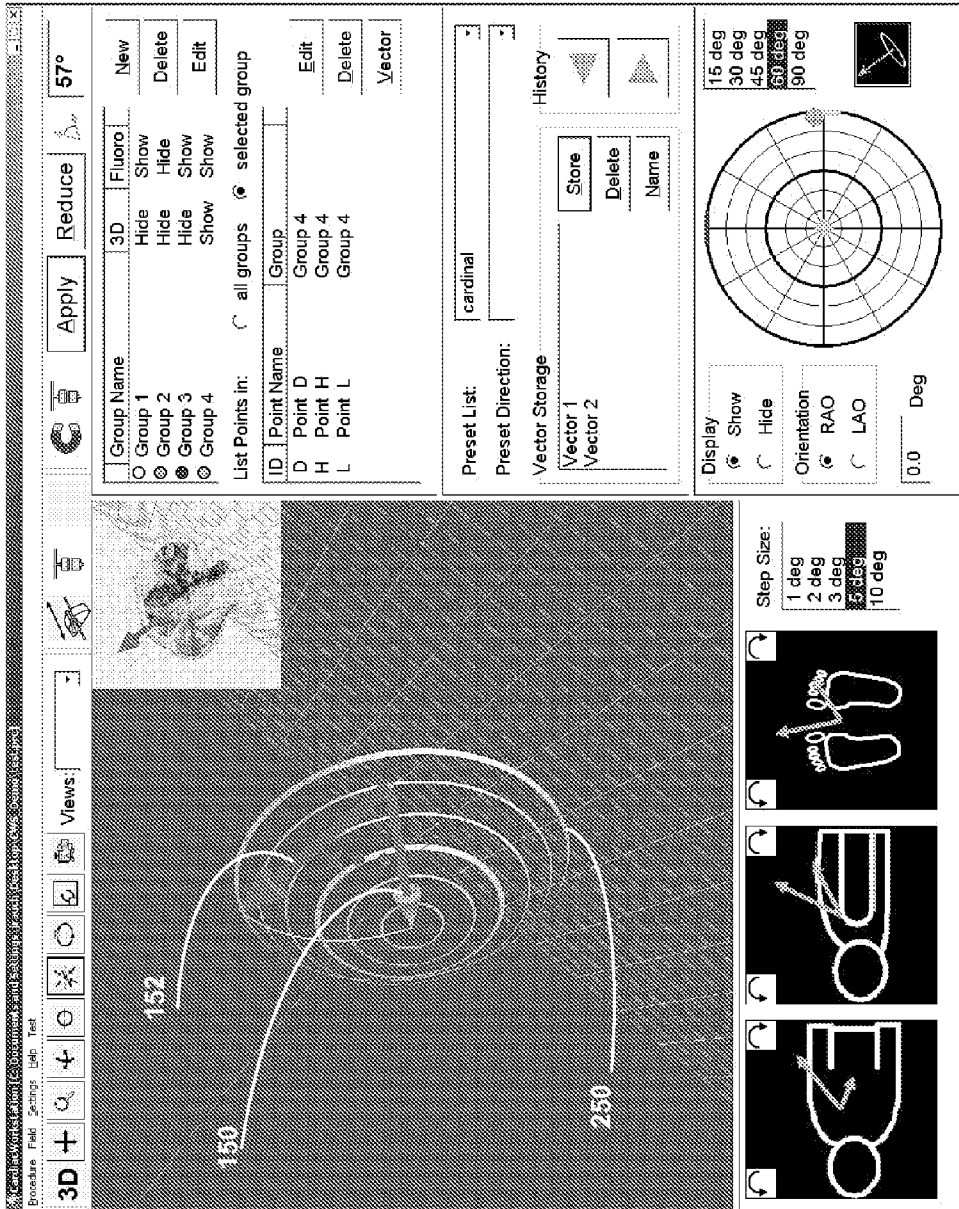 Procedure Field Settings Help Test
3D
Views:
Apply
Reduce
57°
152
150
250
Group Name 3D Fluoro
Group 1 Hide Show
Group 2 Hide Hide
Group 3 Hide Show
Group 4 Show Show
New
Delete
Edit
List Points in: all groups selected group
ID Point Name Group
D Point D Group 4
H Point H Group 4
L Point L Group 4
Edit
Delete
Vector
Preset List: cardinal
Preset Direction:
Vector Storage
Vector 1
Vector 2
Store
Delete
Name
History
Step Size:
1 deg
2 deg
3 deg
5 deg
10 deg
Display
Show
Hide
Orientation
RAO
LAO
0.0 Deg
15 deg
30 deg
45 deg
60 deg
90 deg